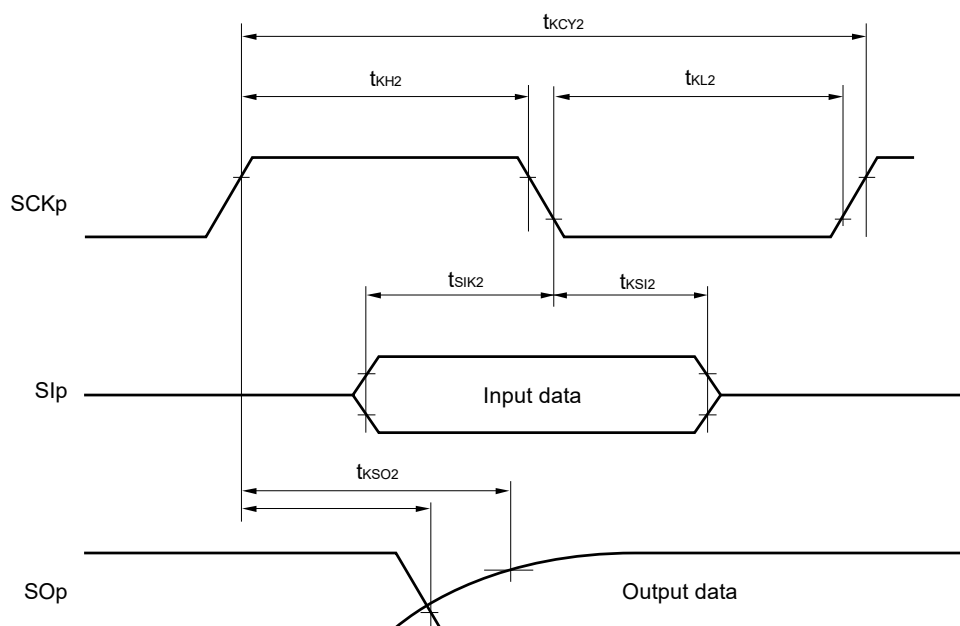 tKCY2
tKH2
tKL2
SCKp
tSIK2
tKSI2
SIp
Input data
tKSO2
SOp
Output data